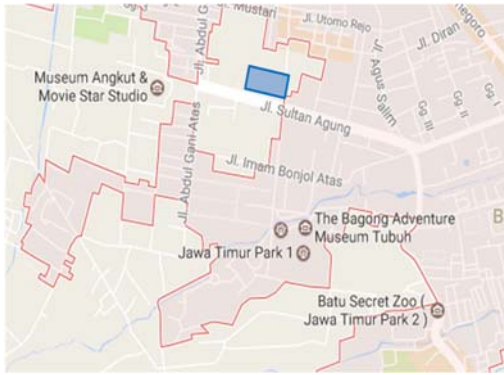 Jl. Mustari
Jl. Utomo Rejo
Jl. Diran
Jl. Abdul Gani Atas
Jl. Agus Salim
Gg. III
Gg. II
Museum Angkut &
Movie Star Studio
Jl. Sultan Agung
Jl. Imam Bonjol Atas
Jl. Abdul Gani Atas
The Bagong Adventure
Museum Tubuh
Jawa Timur Park 1
B
Batu Secret Zoo (
Jawa Timur Park 2 )